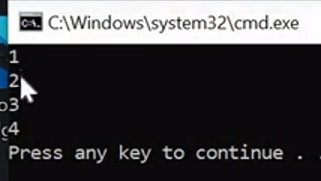 C:\Windows\system32\cmd.exe
1
2
3
4
Press any key to continue . .